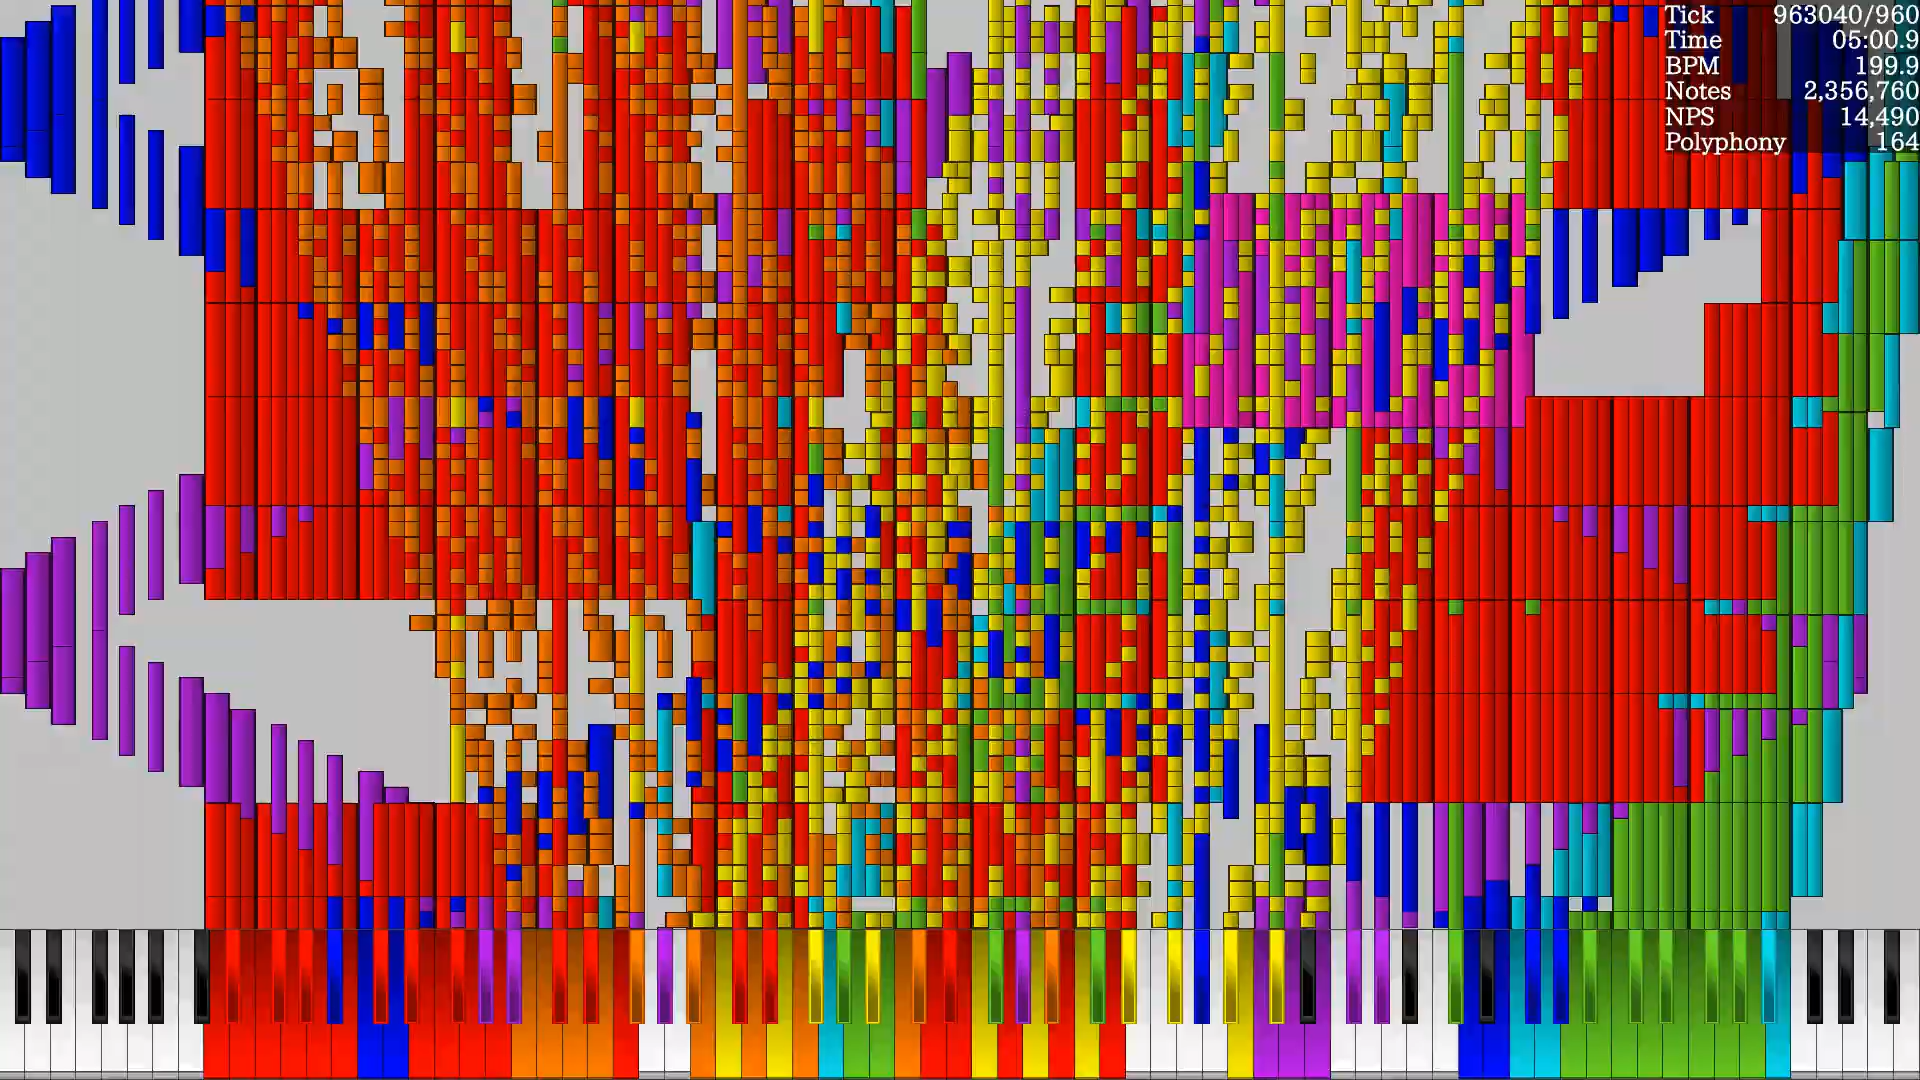 Tick 963040/960
Time 05:00.9
BPM 199.9
Notes 2,356,760
NPS 14,490
Polyphony 164